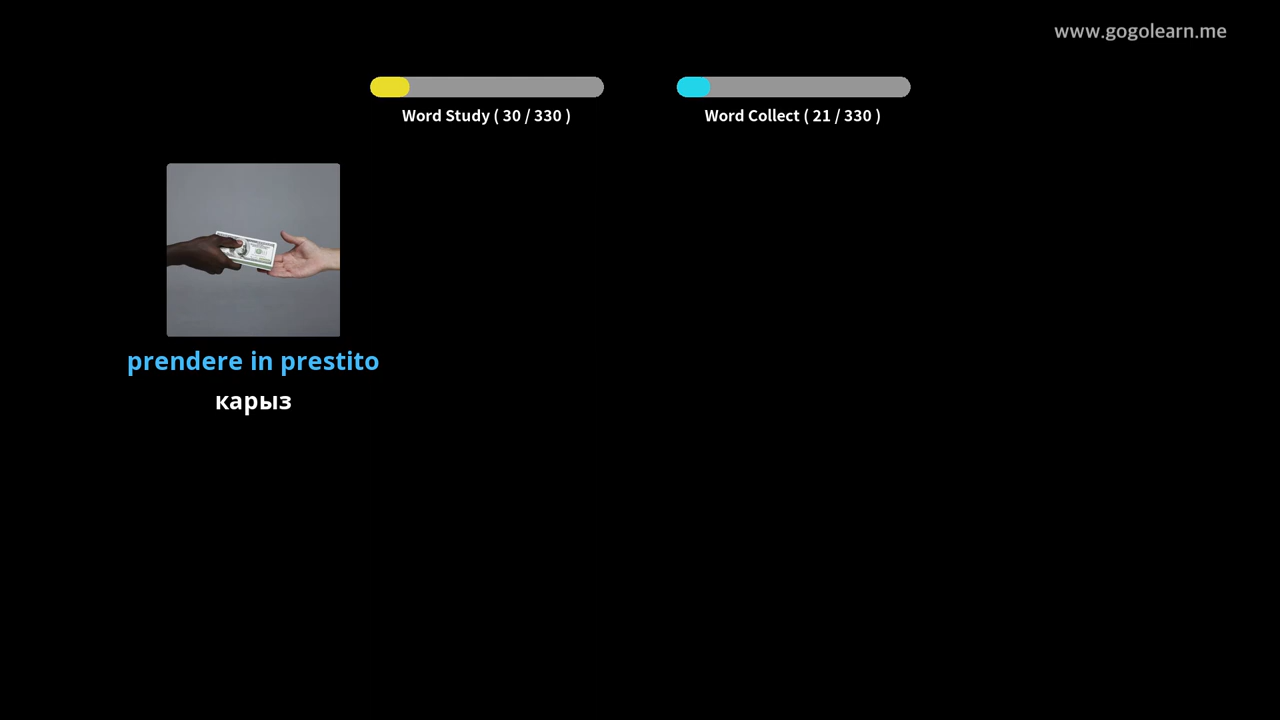 www.gogolearn.me
Word Study ( 30 / 330 )
Word Collect ( 21 / 330 )
prendere in prestito
карыз